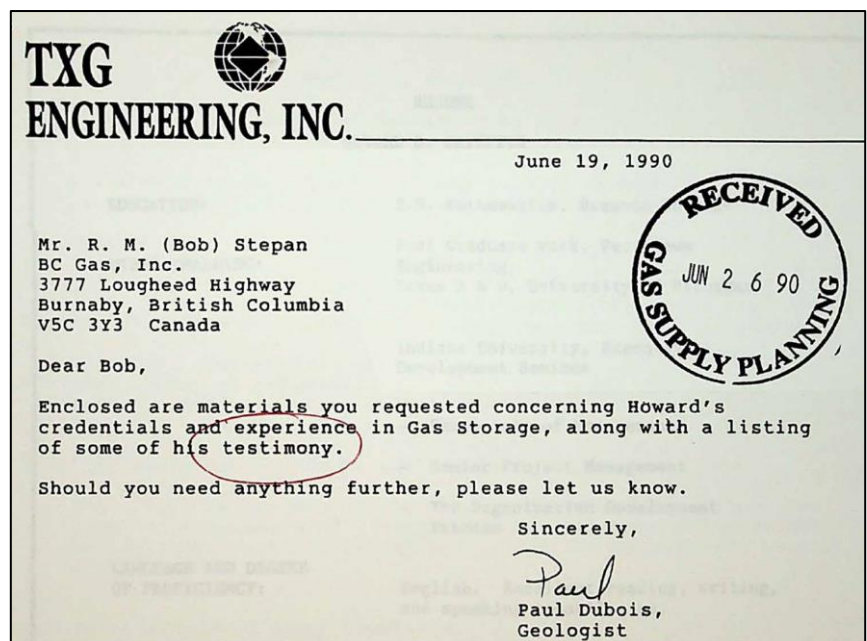 TXG
ENGINEERING, INC.
June 19, 1990
RECEIVED
JUN 26 90
GAS SUPPLY PLANNING
Mr. R. M. (Bob) Stepan
BC Gas, Inc.
3777 Lougheed Highway
Burnaby, British Columbia
V5C 3Y3 Canada
Dear Bob,
Enclosed are materials you requested concerning Howard's
credentials and experience in Gas Storage, along with a listing
of some of his testimony.
Should you need anything further, please let us know.
Sincerely,
Paul
Paul Dubois,
Geologist